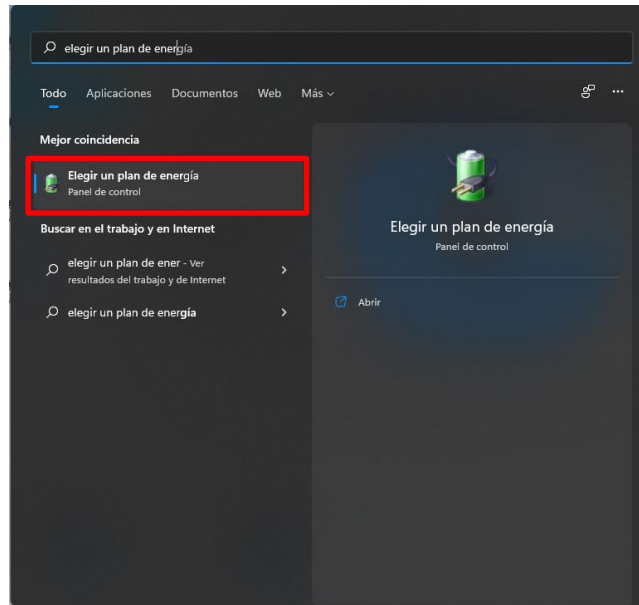 elegir un plan de energía
Todo Aplicaciones Documentos Web Más
Mejor coincidencia
Elegir un plan de energía
Panel de control
Buscar en el trabajo y en Internet
elegir un plan de ener - Ver
resultados del trabajo y de Internet
elegir un plan de energía
Elegir un plan de energía
Panel de control
Abrir